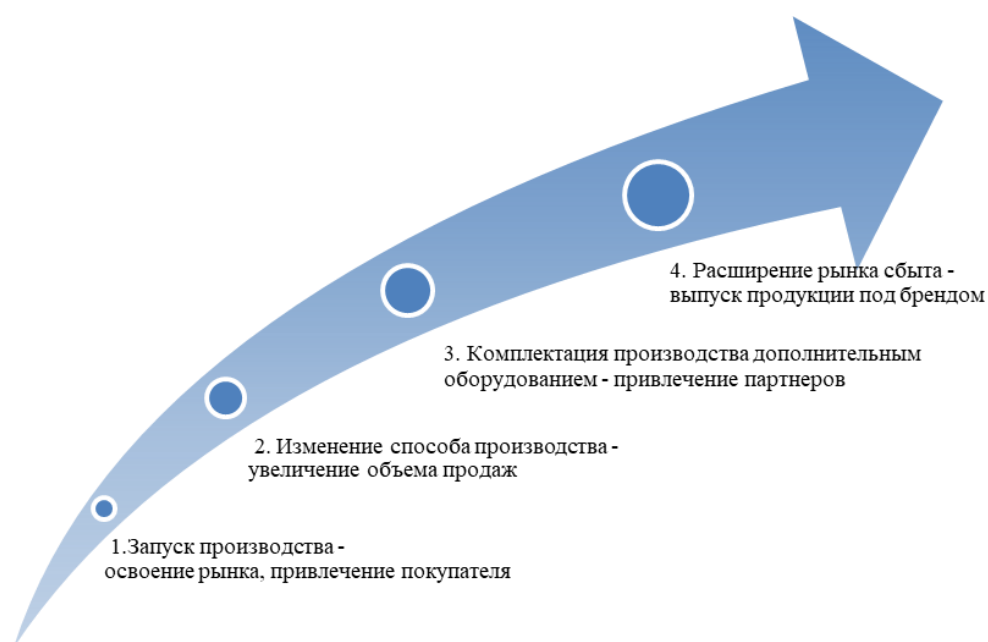 1.Запуск производства -
освоение рынка, привлечение покупателя
2. Изменение способа производства -
увеличение объема продаж
3. Комплектация производства дополнительным
оборудованием - привлечение партнеров
4. Расширение рынка сбыта -
выпуск продукции под брендом